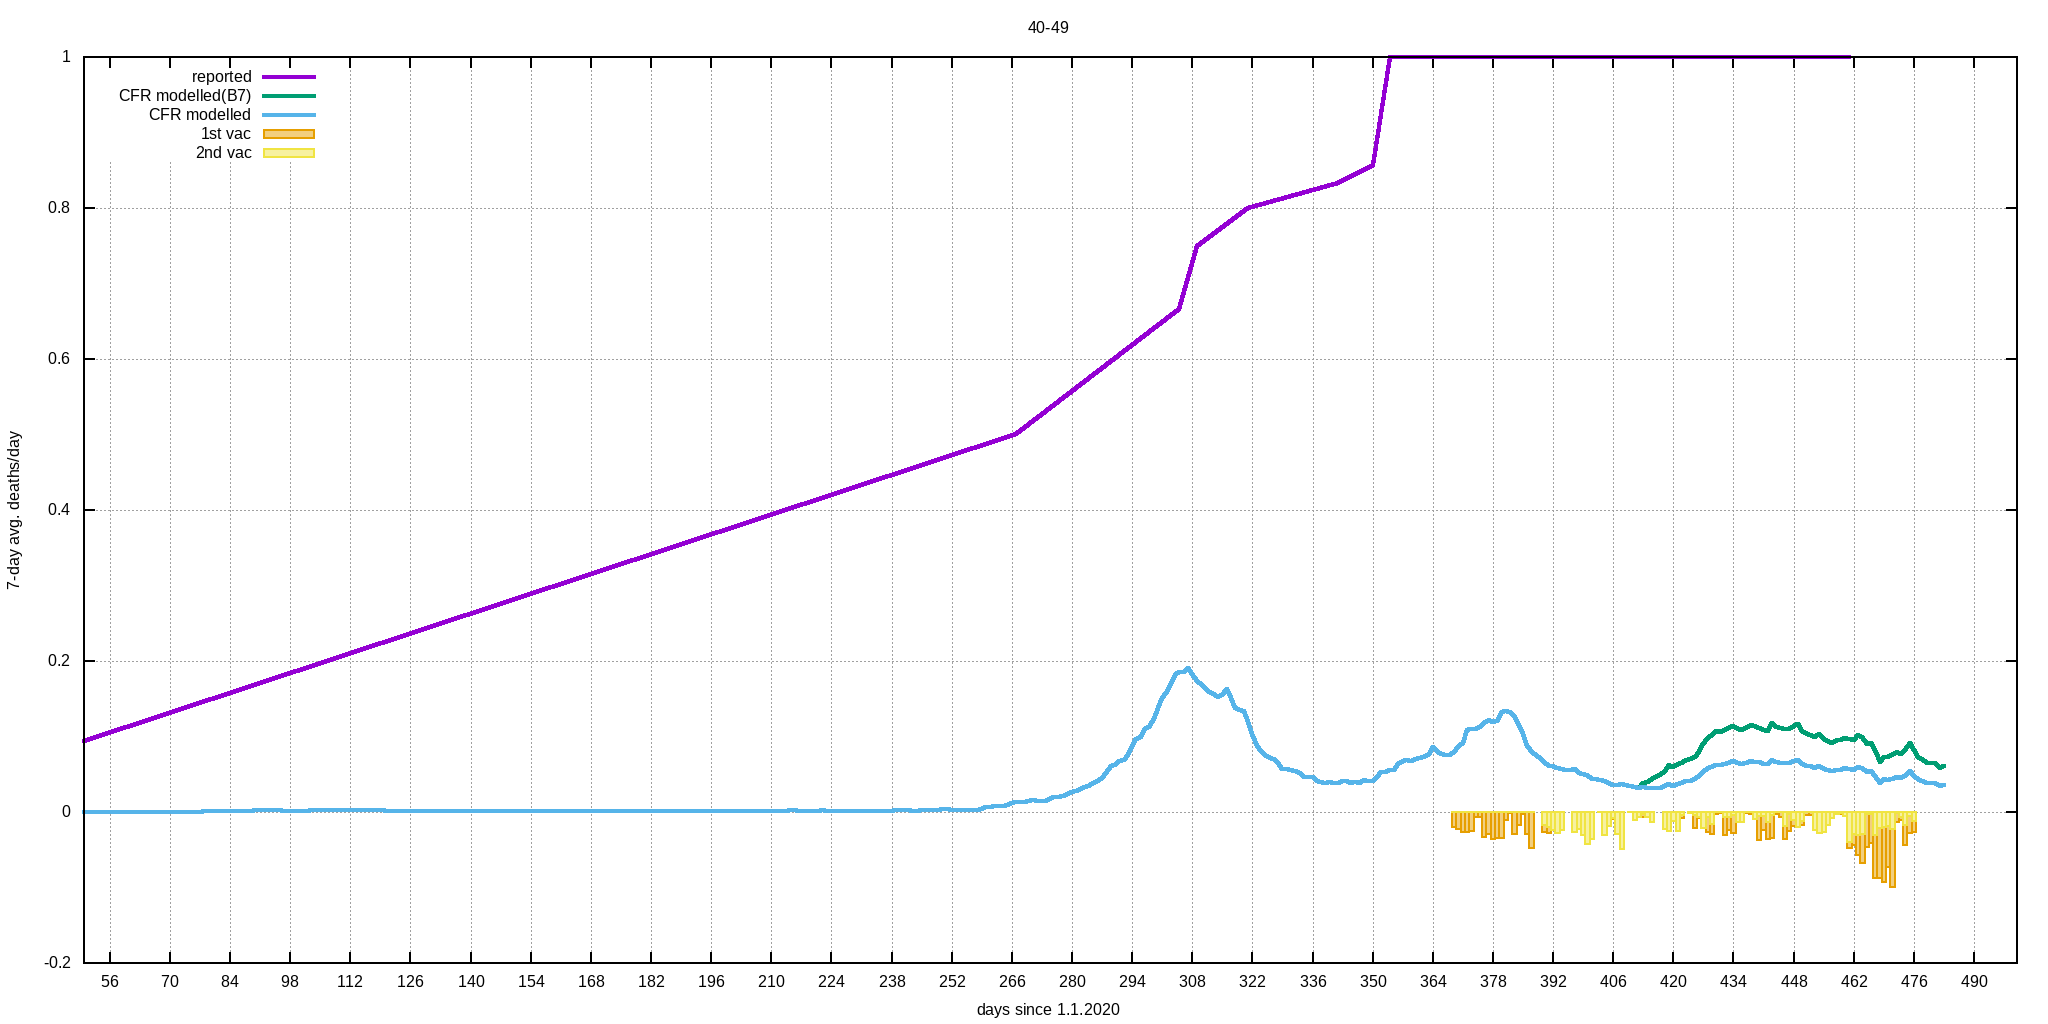 40-49
1
reported
CFR modelled(B7)
CFR modelled
1st vac
2nd vac
0.8
0.6
0.4
0.2
0
-0.2
7-day avg. deaths/day
56 70 84 98 112 126 140 154 168 182 196 210 224 238 252 266 280 294 308 322 336 350 364 378 392 406 420 434 448 462 476 490
days since 1.1.2020